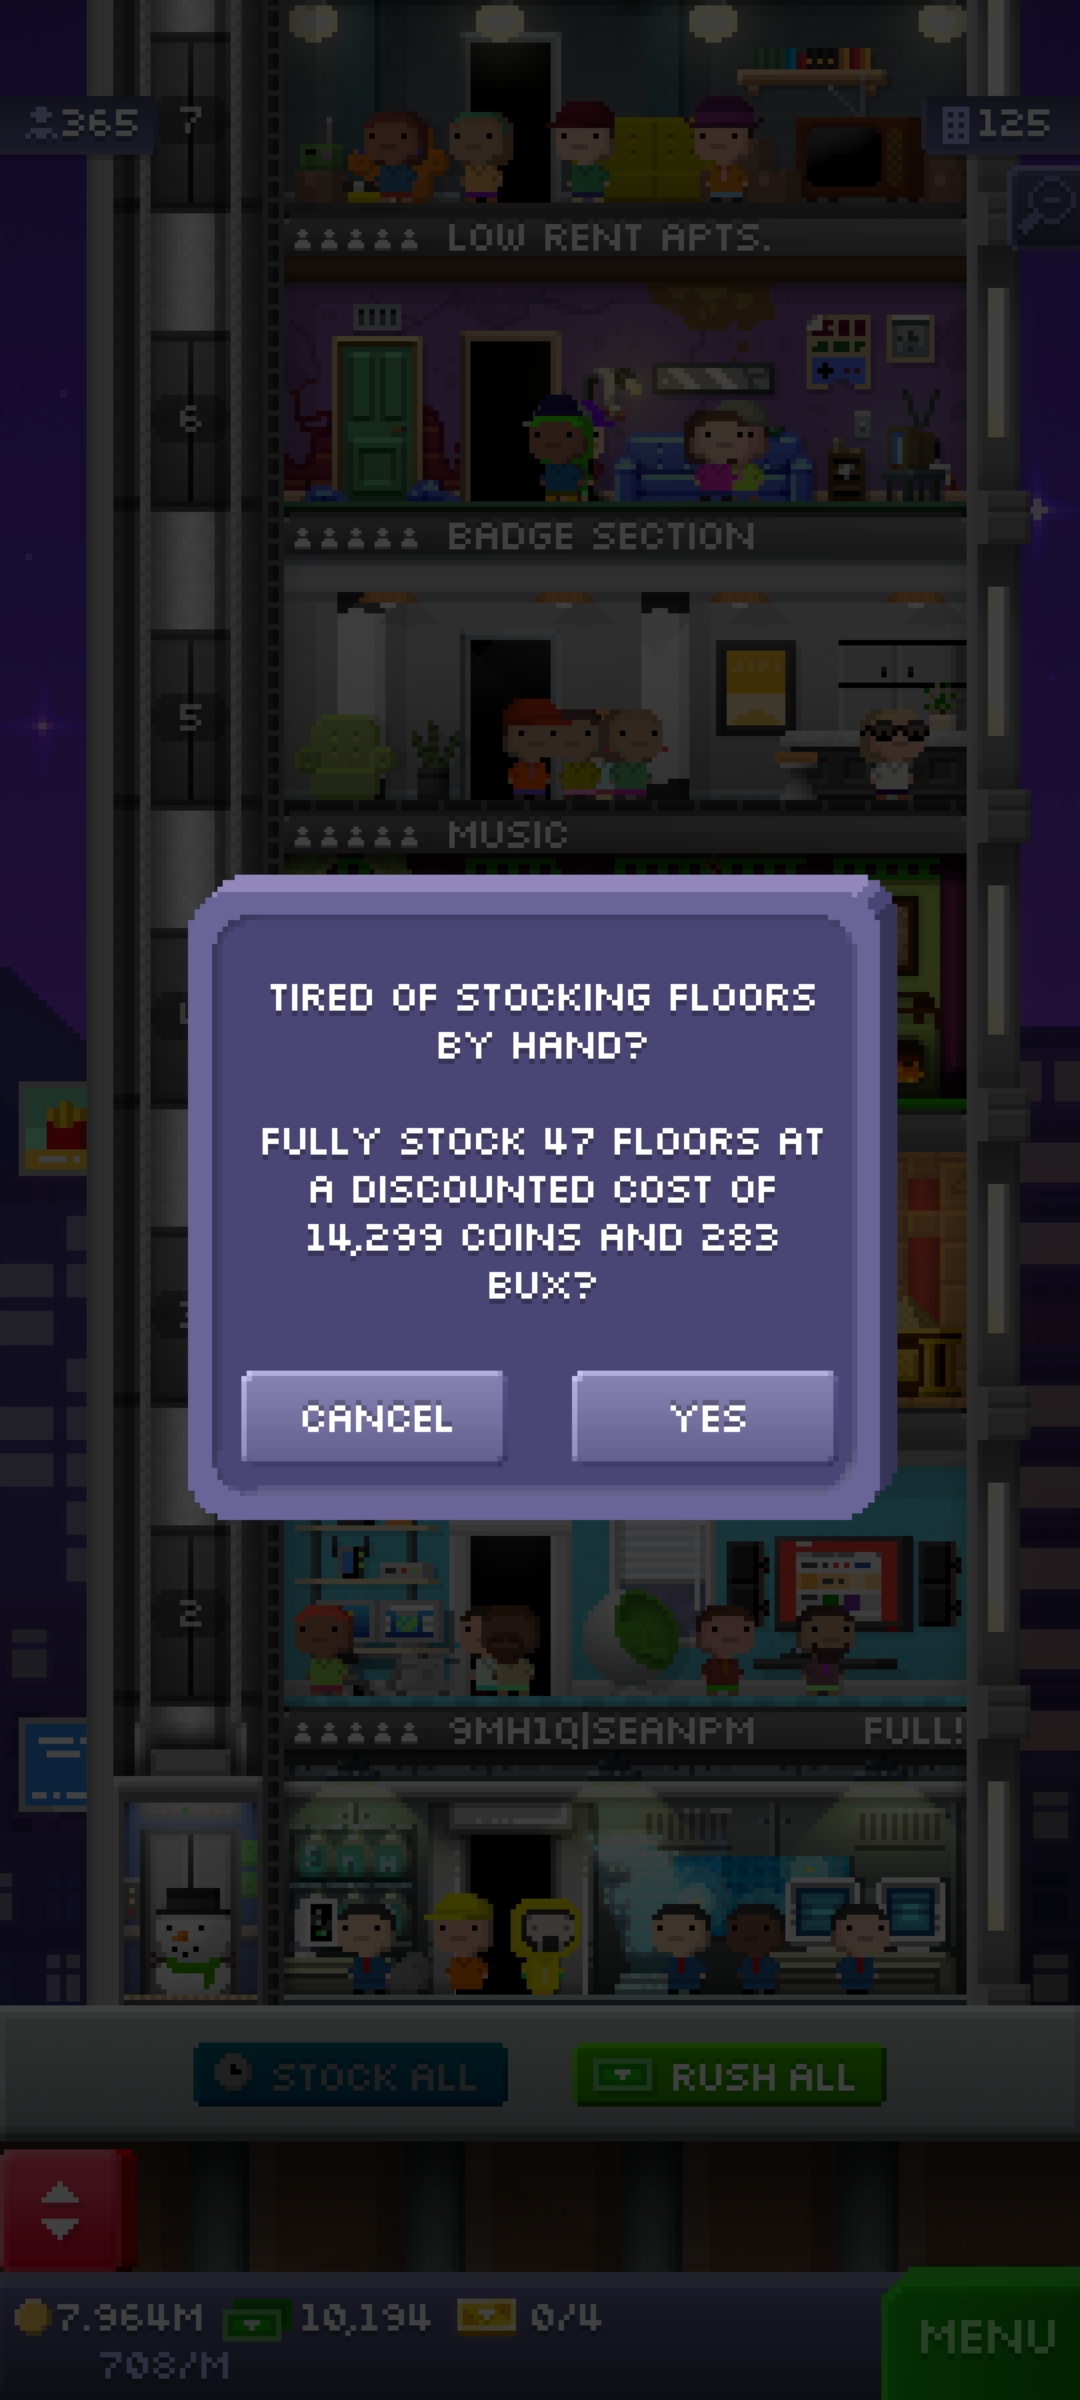 365
7
125
LOW RENT APTS.
6
BADGE SECTION
5
MUSIC
TIRED OF STOCKING FLOORS
BY HAND?
FULLY STOCK 47 FLOORS AT
A DISCOUNTED COST OF
14,299 COINS AND 283
BUX?
CANCEL
YES
2
9MH1Q|SEANPM
FULL!
STOCK ALL
RUSH ALL
7.964M
10,194
0/4
MENU
708/M